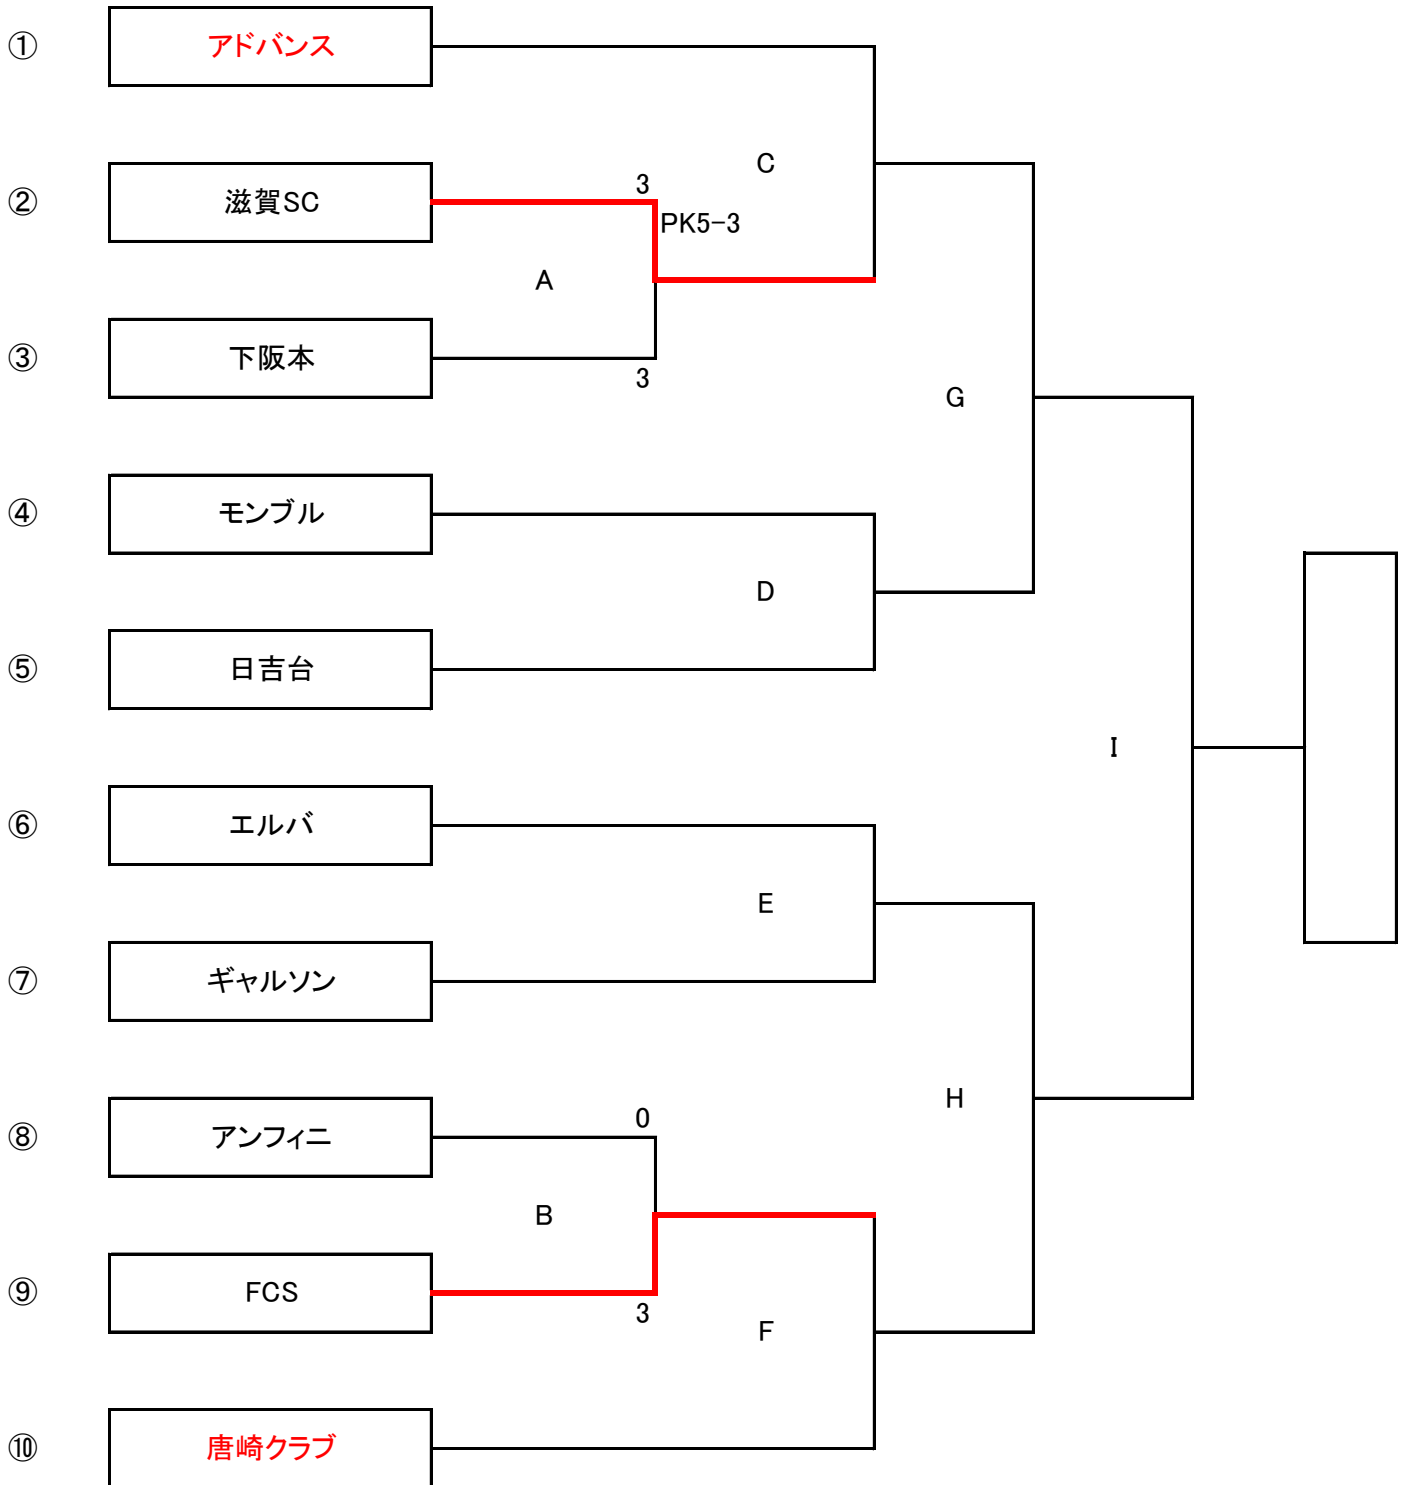 ① アドバンス
C
② 滋賀SC 3
PK5-3
A
③ 下阪本 3
G
④ モンブル
D
⑤ 日吉台
I
⑥ エルバ
E
⑦ ギャルソン
H
⑧ アンフィニ 0
B
⑨ FCS 3
F
⑩ 唐崎クラブ